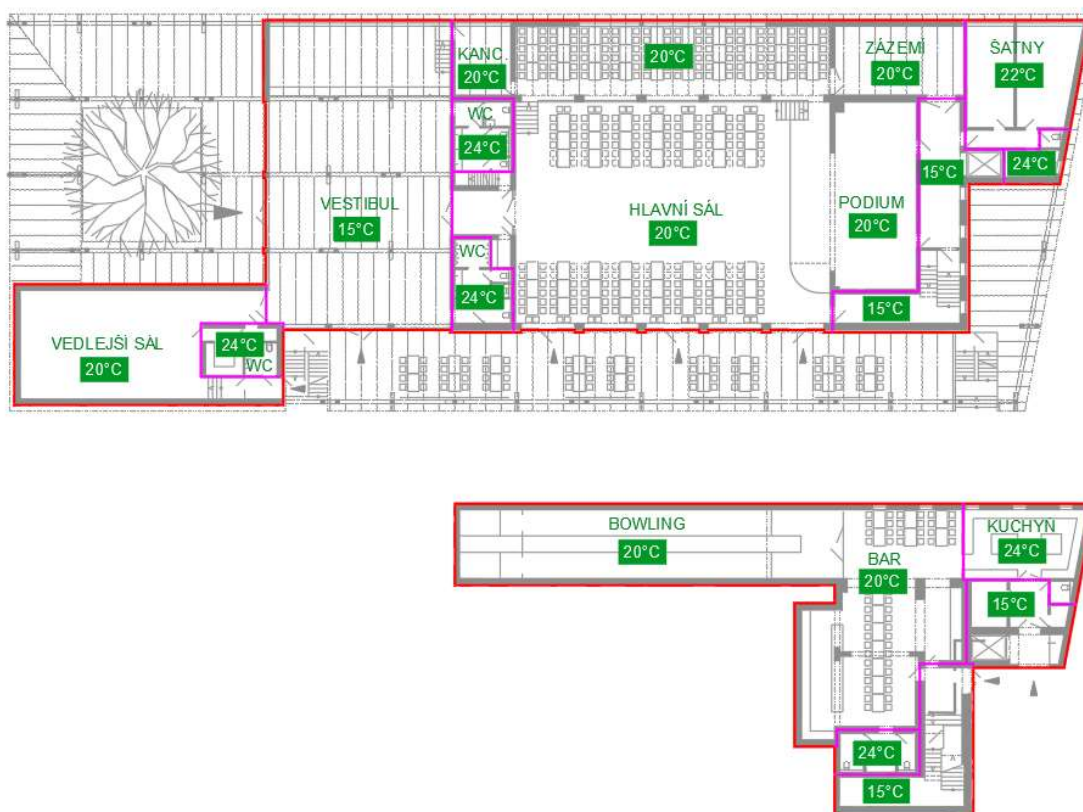 KANC.
20°C
20°C
ZÁZEMÍ
20°C
ŠATNY
22°C
WC
24°C
15°C
24°C
VESTIBUL
15°C
HLAVNÍ SÁL
20°C
PODIUM
20°C
WC
24°C
15°C
VEDLEJŠÍ SÁL
20°C
24°C
WC
BOWLING
20°C
BAR
20°C
KUCHYŇ
24°C
15°C
24°C
15°C